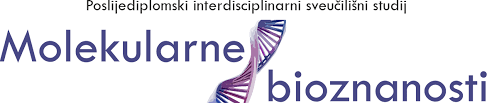 Poslijediplomski interdisciplinarni sveučilišni studij
Molekularne
bioznanosti